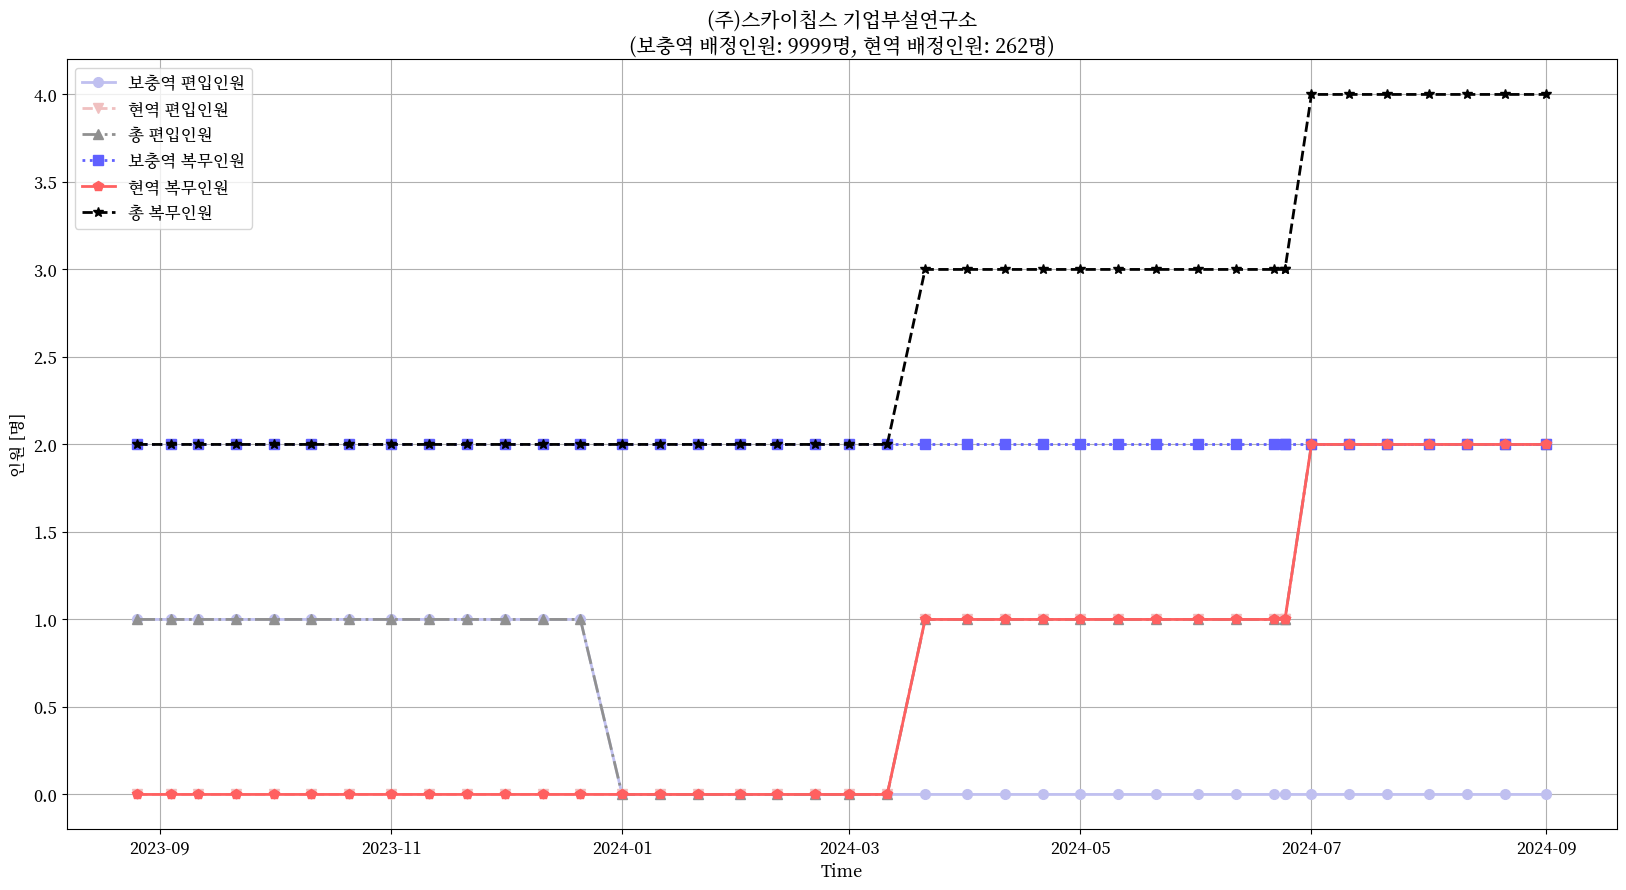 (주)스카이칩스 기업부설연구소
(보충역 배정인원: 9999명, 현역 배정인원: 262명)
보충역 편입인원
현역 편입인원
총 편입인원
보충역 복무인원
현역 복무인원
총 복무인원
4.0
3.5
3.0
2.5
2.0
1.5
1.0
0.5
0.0
인원 [명]
2023-09
2023-11
2024-01
2024-03
2024-05
2024-07
2024-09
Time